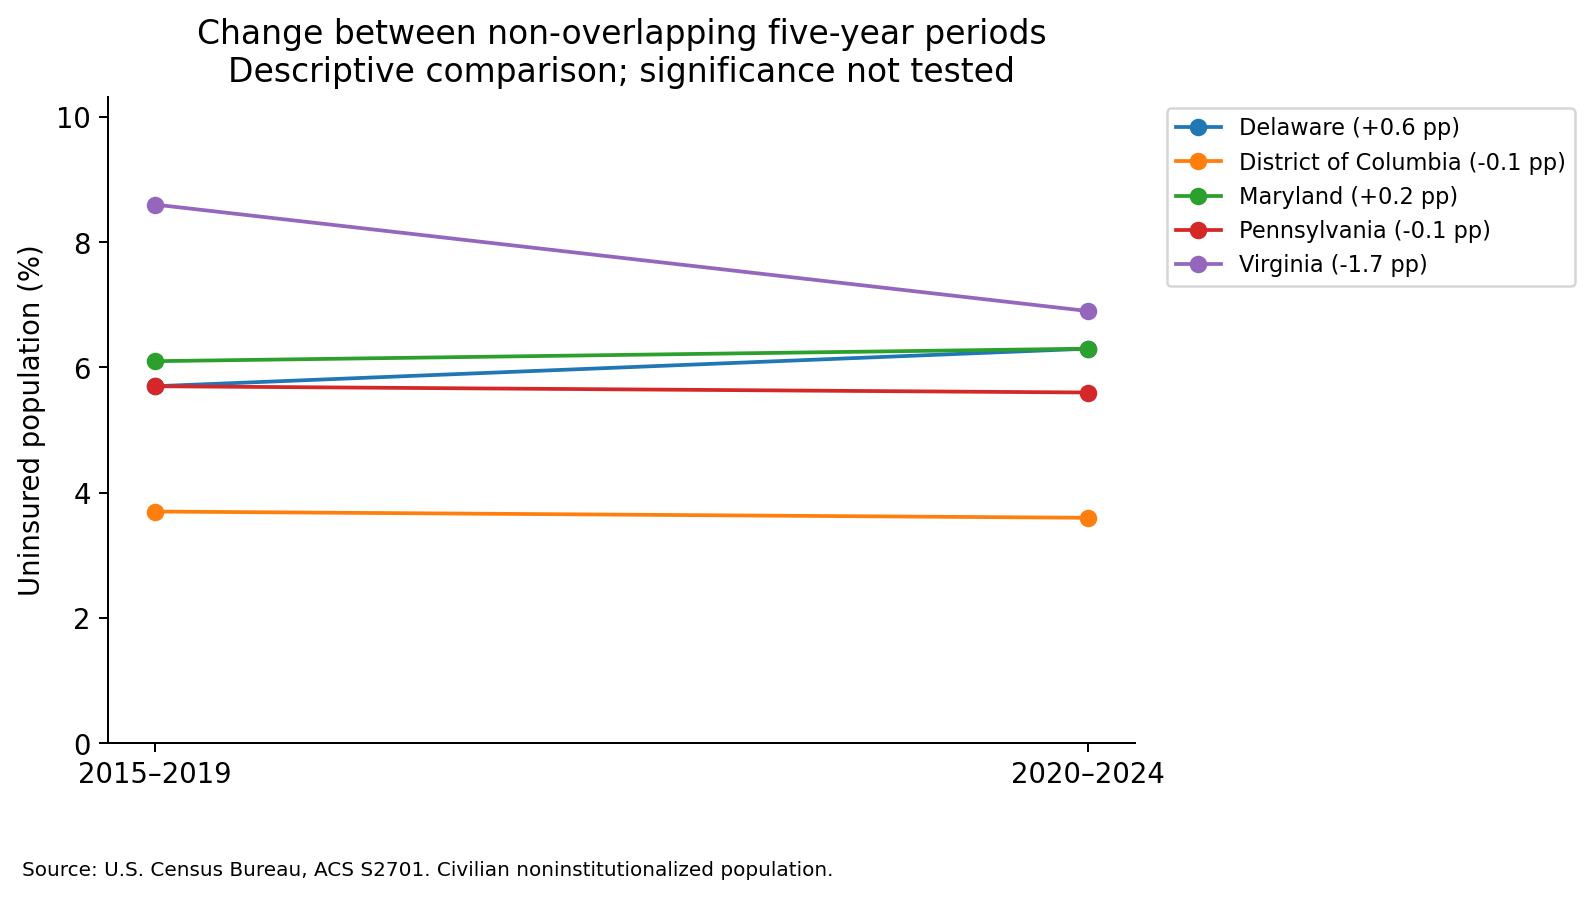 Change between non-overlapping five-year periods
Descriptive comparison; significance not tested
Uninsured population (%)
10
8
6
4
2
0
2015–2019
2020–2024
Delaware (+0.6 pp)
District of Columbia (-0.1 pp)
Maryland (+0.2 pp)
Pennsylvania (-0.1 pp)
Virginia (-1.7 pp)
Source: U.S. Census Bureau, ACS S2701. Civilian noninstitutionalized population.